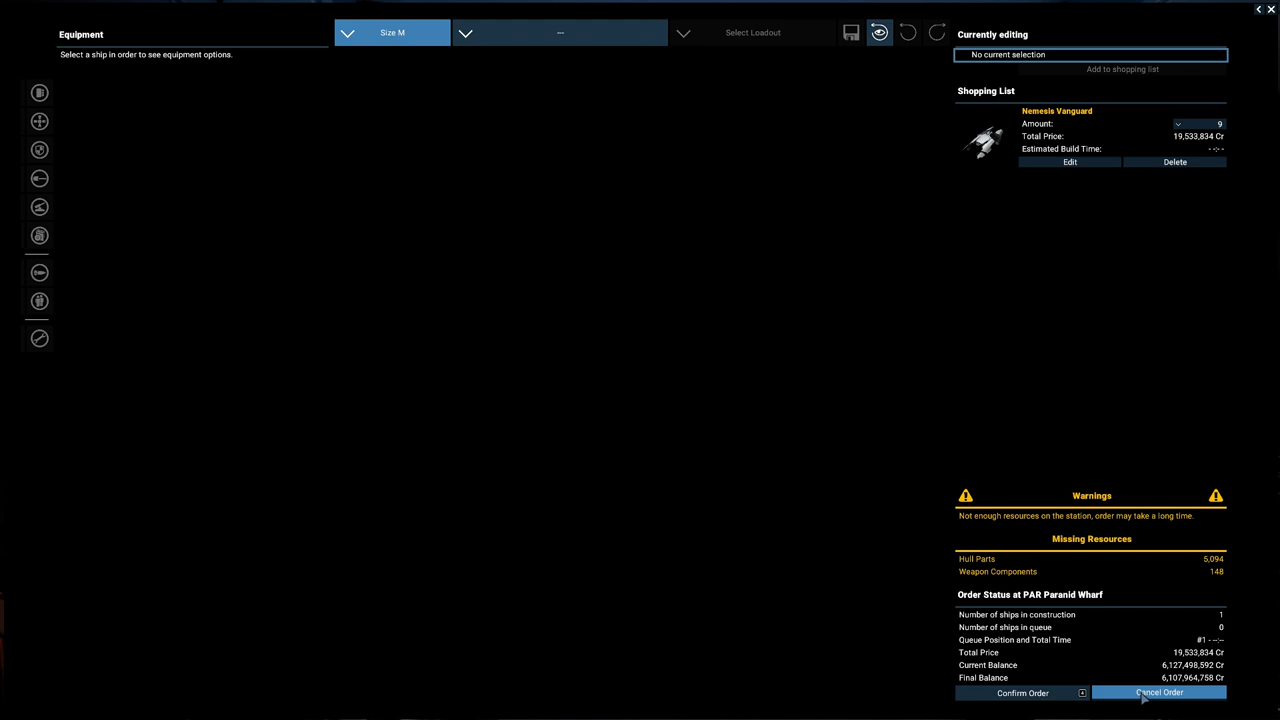 Equipment
Select a ship in order to see equipment options.
Size M
---
Select Loadout
Currently editing
No current selection
Add to shopping list
Shopping List
Nemesis Vanguard
Amount: 9
Total Price: 19,533,834 Cr
Estimated Build Time: --:--
Edit Delete
Warnings
Not enough resources on the station, order may take a long time.
Missing Resources
Hull Parts 5,094
Weapon Components 148
Order Status at PAR Paranid Wharf
Number of ships in construction 1
Number of ships in queue 0
Queue Position and Total Time #1 - --:--
Total Price 19,533,834 Cr
Current Balance 6,127,498,592 Cr
Final Balance 6,107,964,758 Cr
Confirm Order Cancel Order